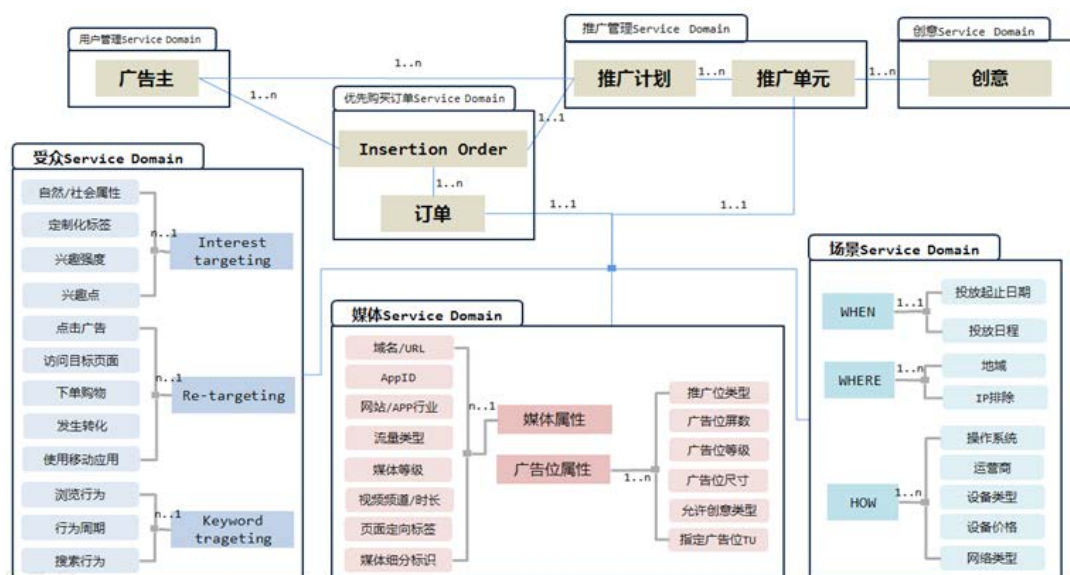 用户管理Service Domain
广告主
推广管理Service Domain
推广计划
1..n
推广单元
1..n
创意Service Domain
创意
1..n
1..n
优先购买订单Service Domain
1..1
Insertion Order
1..n
订单
1..1
1..1
受众Service Domain
自然/社会属性
定制化标签
兴趣强度
兴趣点
n..1
Interest
targeting
点击广告
访问目标页面
下单购物
发生转化
使用移动应用
n..1
Re-targeting
浏览行为
行为周期
搜索行为
n..1
Keyword
trageting
媒体Service Domain
域名/URL
AppID
网站/APP行业
流量类型
媒体等级
视频频道/时长
页面定向标签
媒体细分标识
n..1
媒体属性
广告位属性
1..n
推广位类型
广告位屏数
广告位等级
广告位尺寸
允许创意类型
指定广告位TU
场景Service Domain
WHEN
1..1
投放起止日期
投放日程
WHERE
1..n
地域
IP排除
HOW
1..n
操作系统
运营商
设备类型
设备价格
网络类型